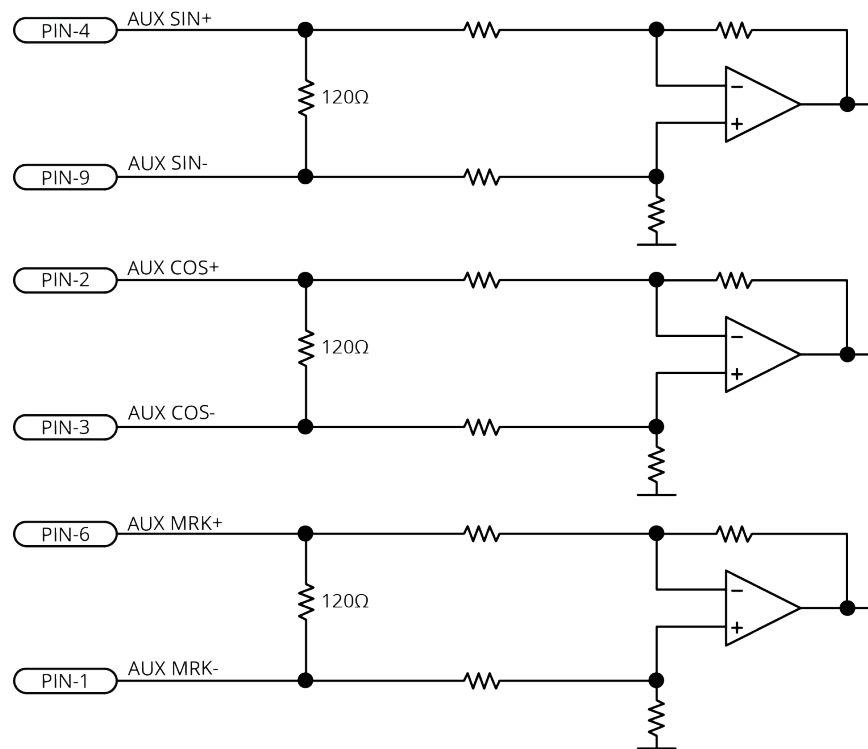 AUX SIN+
PIN-4
120Ω
AUX SIN-
PIN-9
AUX COS+
PIN-2
120Ω
AUX COS-
PIN-3
AUX MRK+
PIN-6
120Ω
AUX MRK-
PIN-1